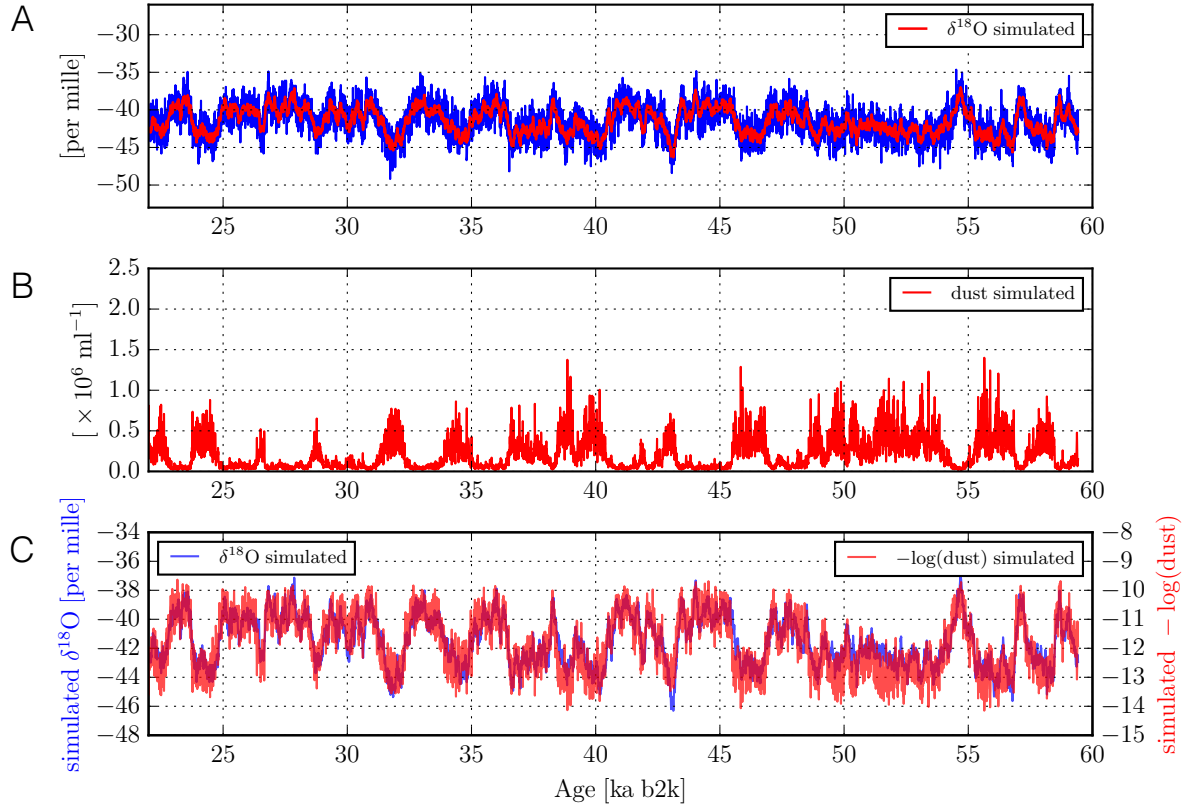 A
[per mille]
−30
−35
−40
−45
−50
δ¹⁸O simulated
25 30 35 40 45 50 55 60
B
[ × 10⁶ ml⁻¹]
2.5
2.0
1.5
1.0
0.5
0.0
dust simulated
25 30 35 40 45 50 55 60
C
simulated δ¹⁸O [per mille]
−34
−36
−38
−40
−42
−44
−46
−48
δ¹⁸O simulated
−log(dust) simulated
−8
−9
−10
−11
−12
−13
−14
−15
simulated −log(dust)
25 30 35 40 45 50 55 60
Age [ka b2k]